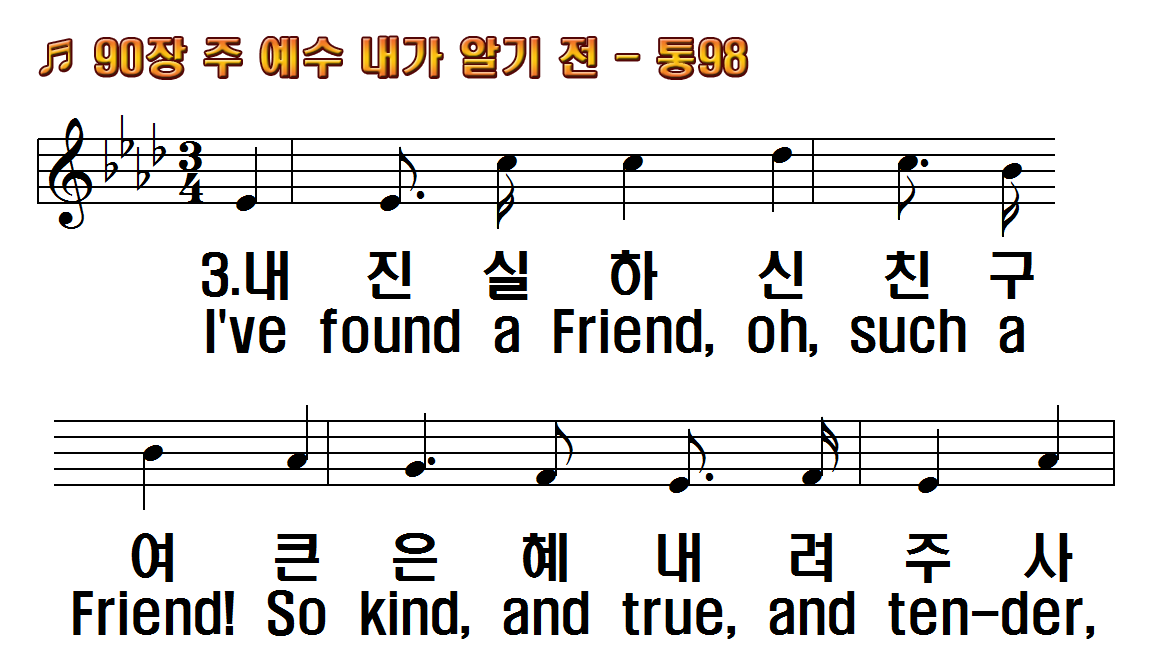 ♬ 90장 주 예수 내가 알기 전 - 통98
3.내 진 실 하 신 친 구
I've found a Friend, oh, such a
여 큰 은 혜 내 려 주 사
Friend! So kind, and true, and ten-der,